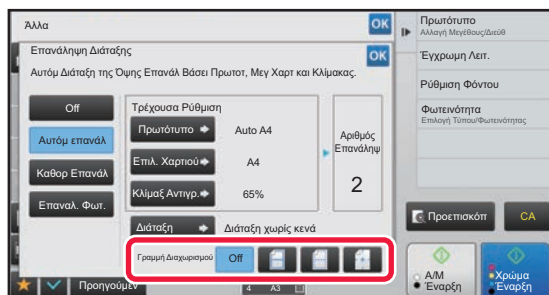 Άλλα
OK
Επανάληψη Διάταξης
OK
Αυτόμ Διάταξη της Όψης Επανάλ Βάσει Πρωτοτ, Μεγ Χαρτ και Κλίμακας.
Off
Αυτόμ επανάλ
Καθορ Επανάλ
Επαναλ. Φωτ.
Τρέχουσα Ρύθμιση
Πρωτότυπο
Auto A4
Επιλ. Χαρτιού
A4
Κλίμαξ Αντιγρ.
65%
Αριθμός
Επανάληψ
2
Διάταξη
Διάταξη χωρίς κενά
Γραμμή Διαχωρισμού
Off
Προηγούμεν
4
A3
Πρωτότυπο
Αλλαγή Μεγέθους/Διεύθ
Έγχρωμη Λειτ.
Ρύθμιση Φόντου
Φωτεινότητα
Επιλογή Τύπου/Φωτεινότητας
Προεπισκόπ
CA
Α/Μ
Έναρξη
Χρώμα
Έναρξη